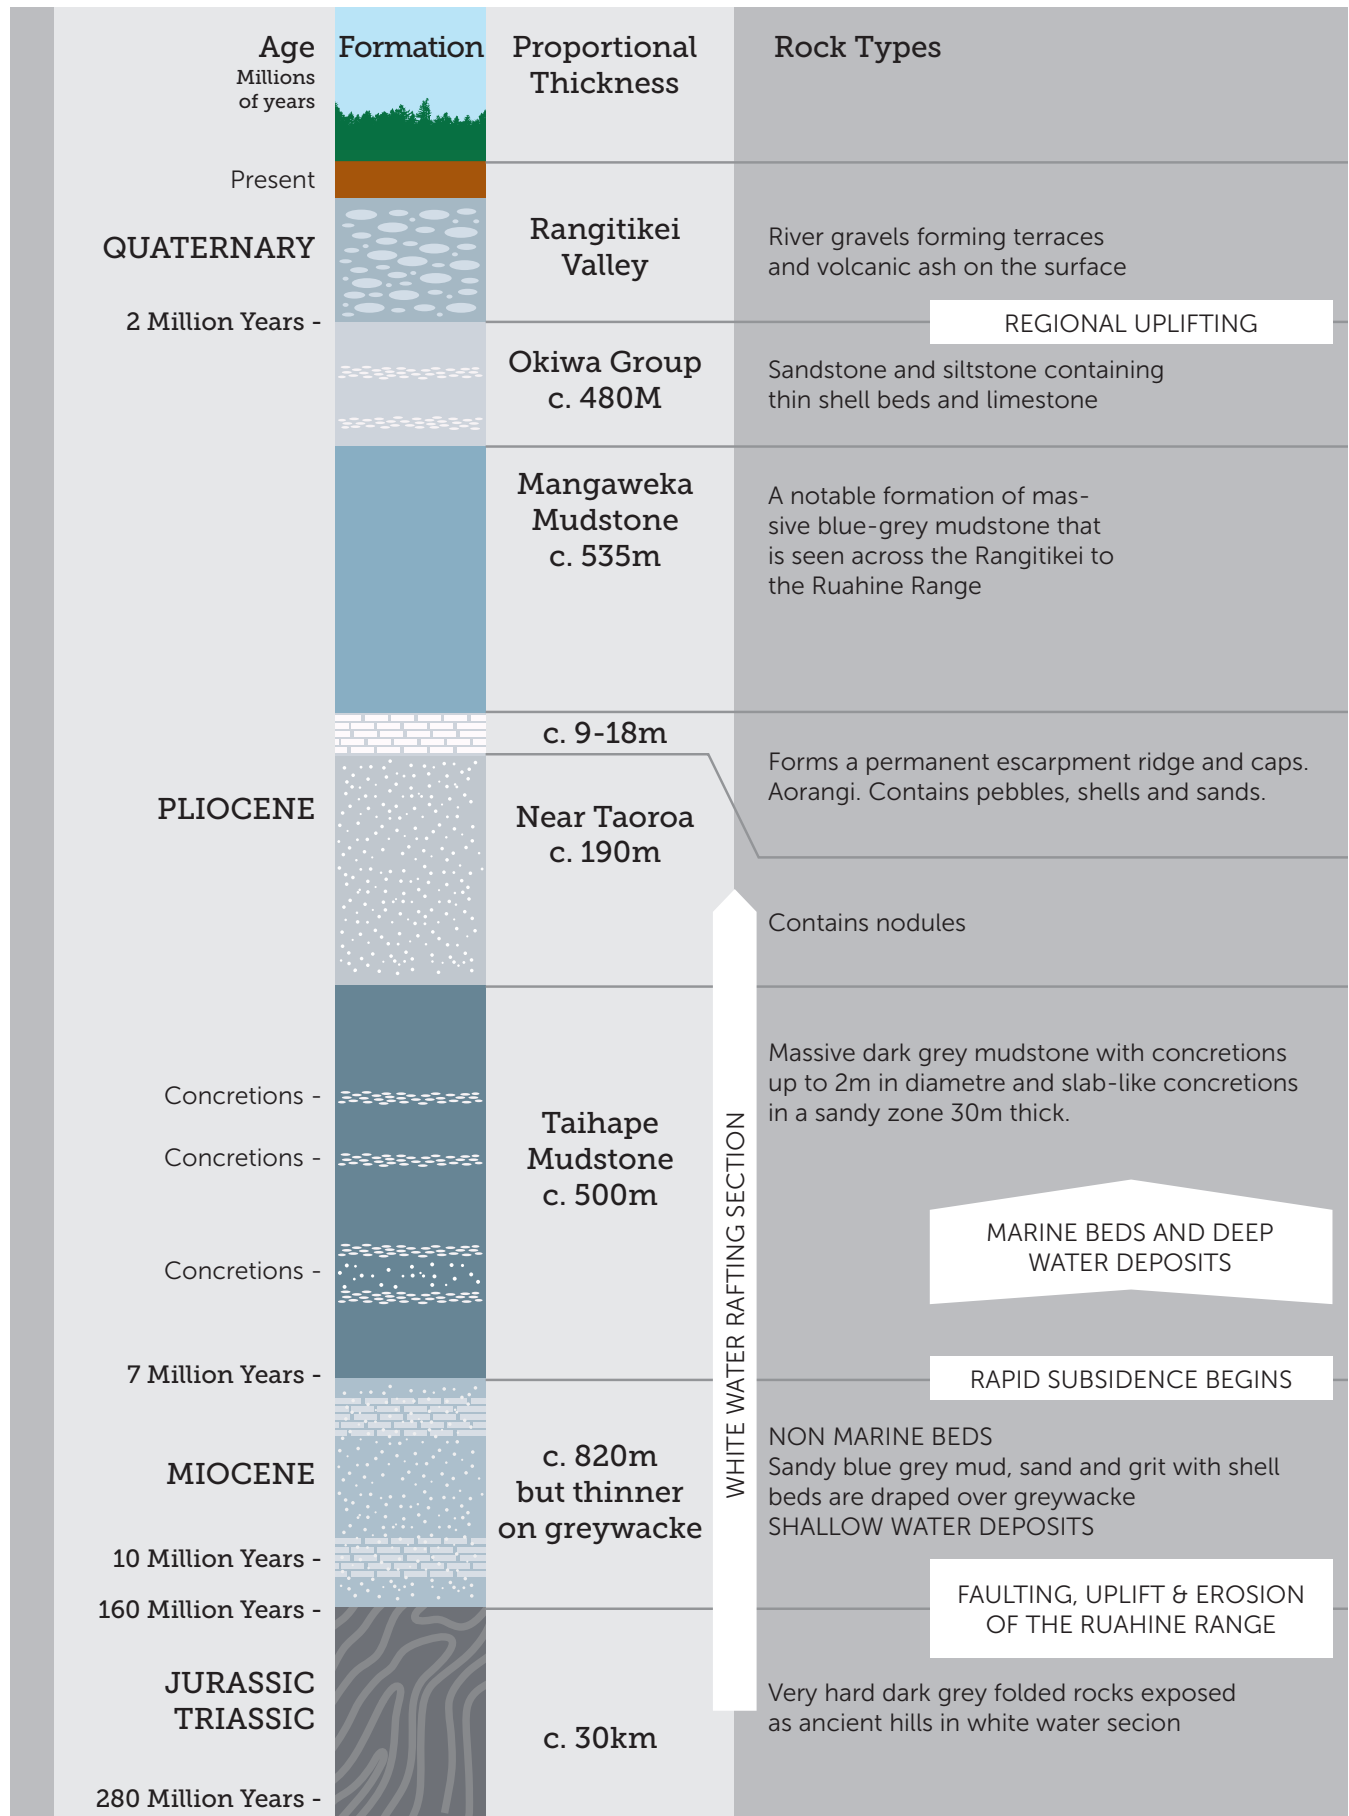 Age
Millions
of years
Formation
Proportional
Thickness
Rock Types
Present
QUATERNARY
Rangitikei
Valley
River gravels forming terraces
and volcanic ash on the surface
2 Million Years -
REGIONAL UPLIFTING
Okiwa Group
c. 480M
Sandstone and siltstone containing
thin shell beds and limestone
Mangaweka
Mudstone
c. 535m
A notable formation of mas-
sive blue-grey mudstone that
is seen across the Rangitikei to
the Ruahine Range
c. 9-18m
Forms a permanent escarpment ridge and caps.
Aorangi. Contains pebbles, shells and sands.
PLIOCENE
Near Taoroa
c. 190m
Contains nodules
WHITE WATER RAFTING SECTION
Massive dark grey mudstone with concretions
up to 2m in diametre and slab-like concretions
in a sandy zone 30m thick.
Concretions -
Concretions -
Concretions -
Taihape
Mudstone
c. 500m
MARINE BEDS AND DEEP
WATER DEPOSITS
7 Million Years -
RAPID SUBSIDENCE BEGINS
MIOCENE
c. 820m
but thinner
on greywacke
NON MARINE BEDS
Sandy blue grey mud, sand and grit with shell
beds are draped over greywacke
SHALLOW WATER DEPOSITS
10 Million Years -
160 Million Years -
FAULTING, UPLIFT & EROSION
OF THE RUAHINE RANGE
JURASSIC
TRIASSIC
c. 30km
Very hard dark grey folded rocks exposed
as ancient hills in white water secion
280 Million Years -